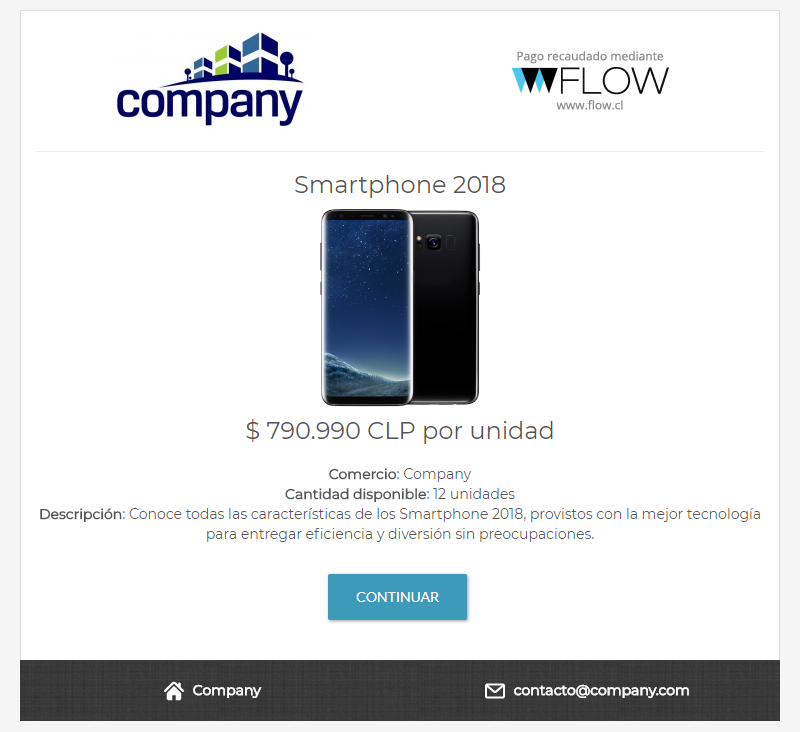 company
Pago recaudado mediante
FLOW
www.flow.cl
Smartphone 2018
$ 790.990 CLP por unidad
Comercio: Company
Cantidad disponible: 12 unidades
Descripción: Conoce todas las características de los Smartphone 2018, provistos con la mejor tecnología
para entregar eficiencia y diversión sin preocupaciones.
CONTINUAR
Company
contacto@company.com